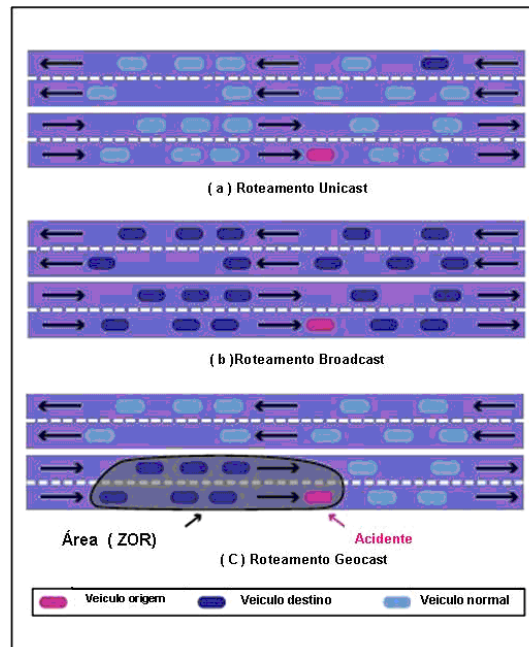 ( a ) Roteamento Unicast
( b )Roteamento Broadcast
Área ( ZOR)
Acidente
( C ) Roteamento Geocast
Veiculo origem
Veiculo destino
Veiculo normal